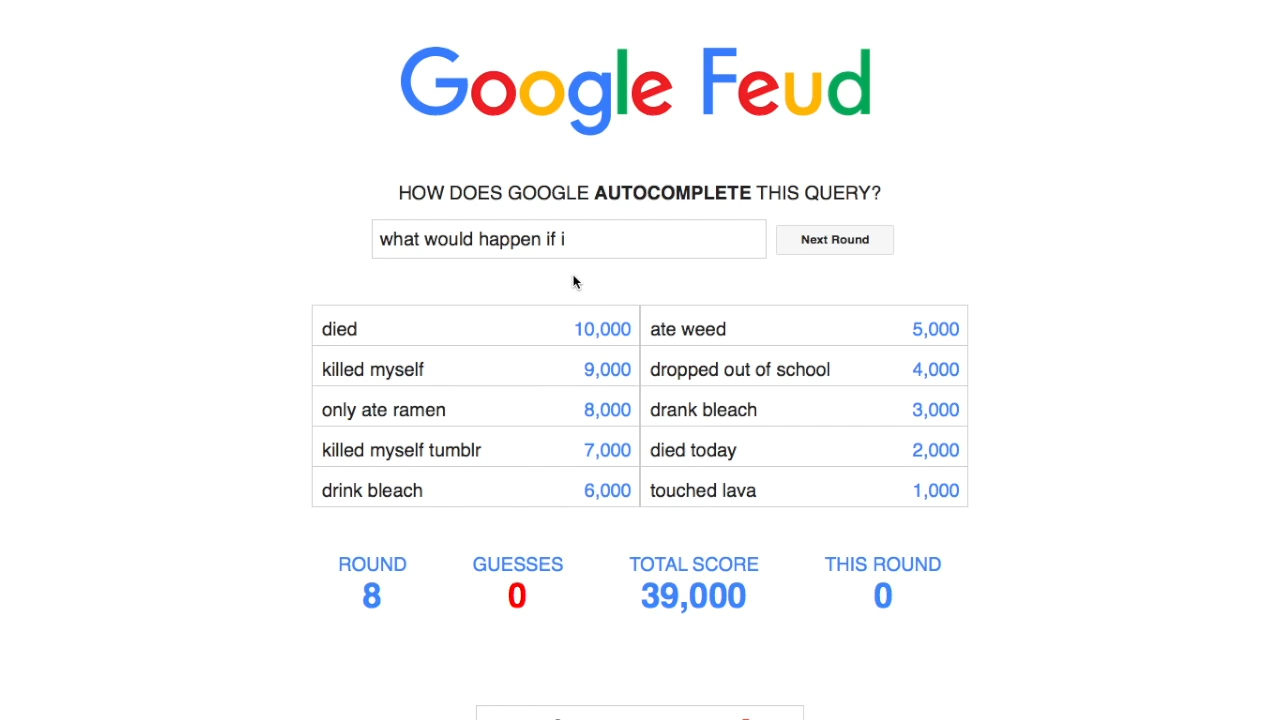 Google Feud
HOW DOES GOOGLE AUTOCOMPLETE THIS QUERY?
what would happen if i
Next Round
died 10,000 ate weed 5,000
killed myself 9,000 dropped out of school 4,000
only ate ramen 8,000 drank bleach 3,000
killed myself tumblr 7,000 died today 2,000
drink bleach 6,000 touched lava 1,000
ROUND GUESSES TOTAL SCORE THIS ROUND
8 0 39,000 0